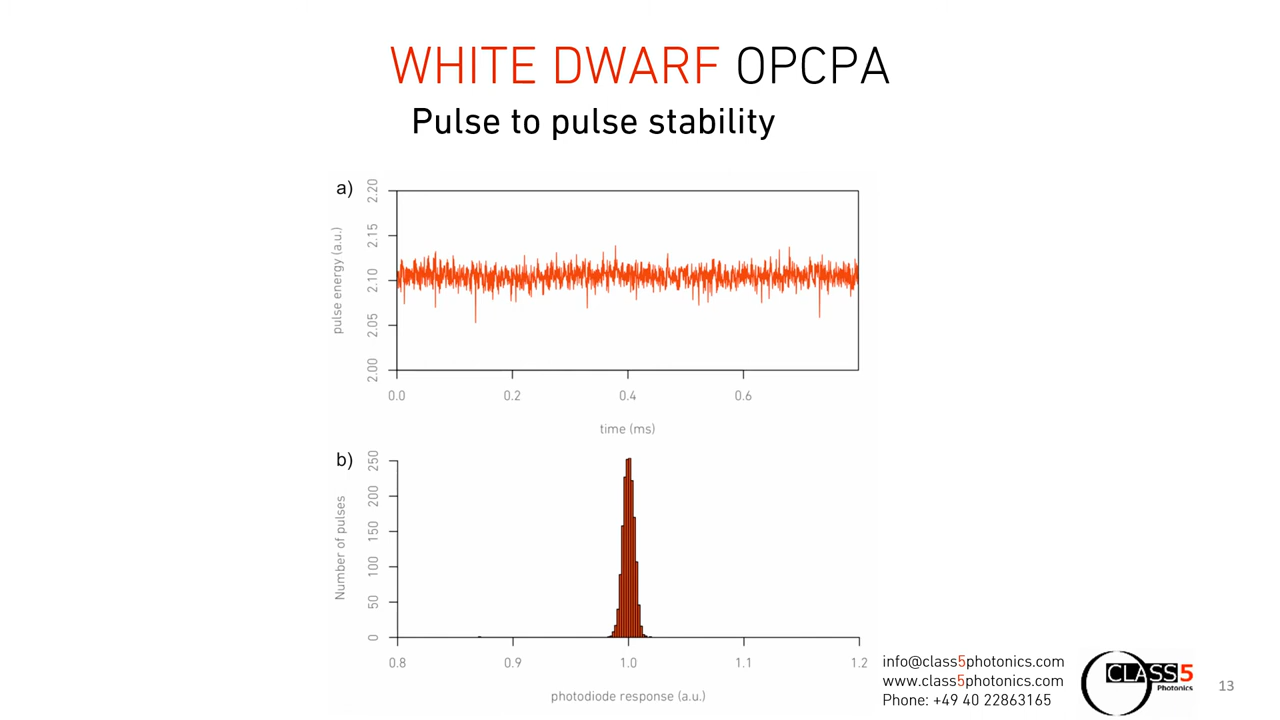 WHITE DWARF OPCPA
Pulse to pulse stability
a)
pulse energy (a.u.)
2.20
2.15
2.10
2.05
2.00
0.0 0.2 0.4 0.6
time (ms)
b)
Number of pulses
250
200
150
100
50
0
0.8 0.9 1.0 1.1 1.2
photodiode response (a.u.)
info@class5photonics.com
www.class5photonics.com
Phone: +49 40 22863165
CLASS5
Photonics
13